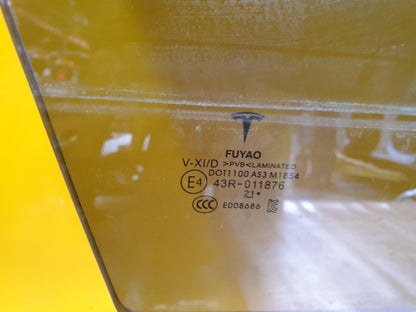 FUYAO
V-XI/D >PVB<LAMINATED
DOT1100 AS3 M1854
E4 43R-011876
21•
CCC E008686